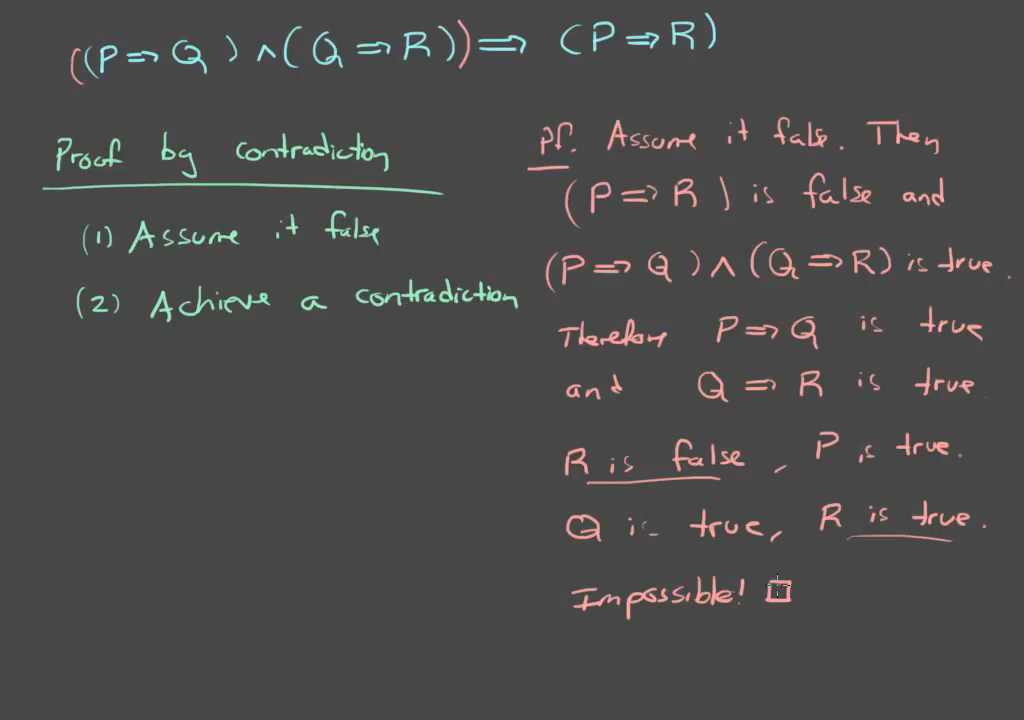 ((P => Q) ∧ (Q => R)) => (P => R)
Proof by contradiction
(1) Assume it false
(2) Achieve a contradiction
Pf. Assume it false. Then
(P => R) is false and
(P => Q) ∧ (Q => R) is true.
Therefore P => Q is true
and Q => R is true
R is false, P is true.
Q is true, R is true.
Impossible! □